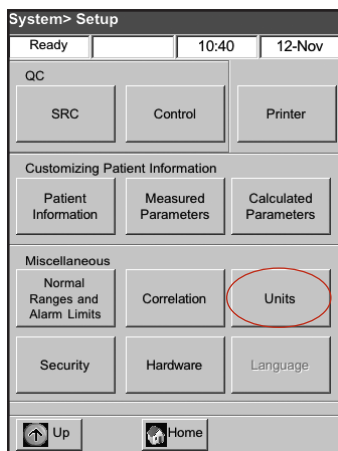 System> Setup
Ready 10:40 12-Nov
QC
SRC Control Printer
Customizing Patient Information
Patient Information Measured Parameters Calculated Parameters
Miscellaneous
Normal Ranges and Alarm Limits Correlation Units
Security Hardware Language
Up Home